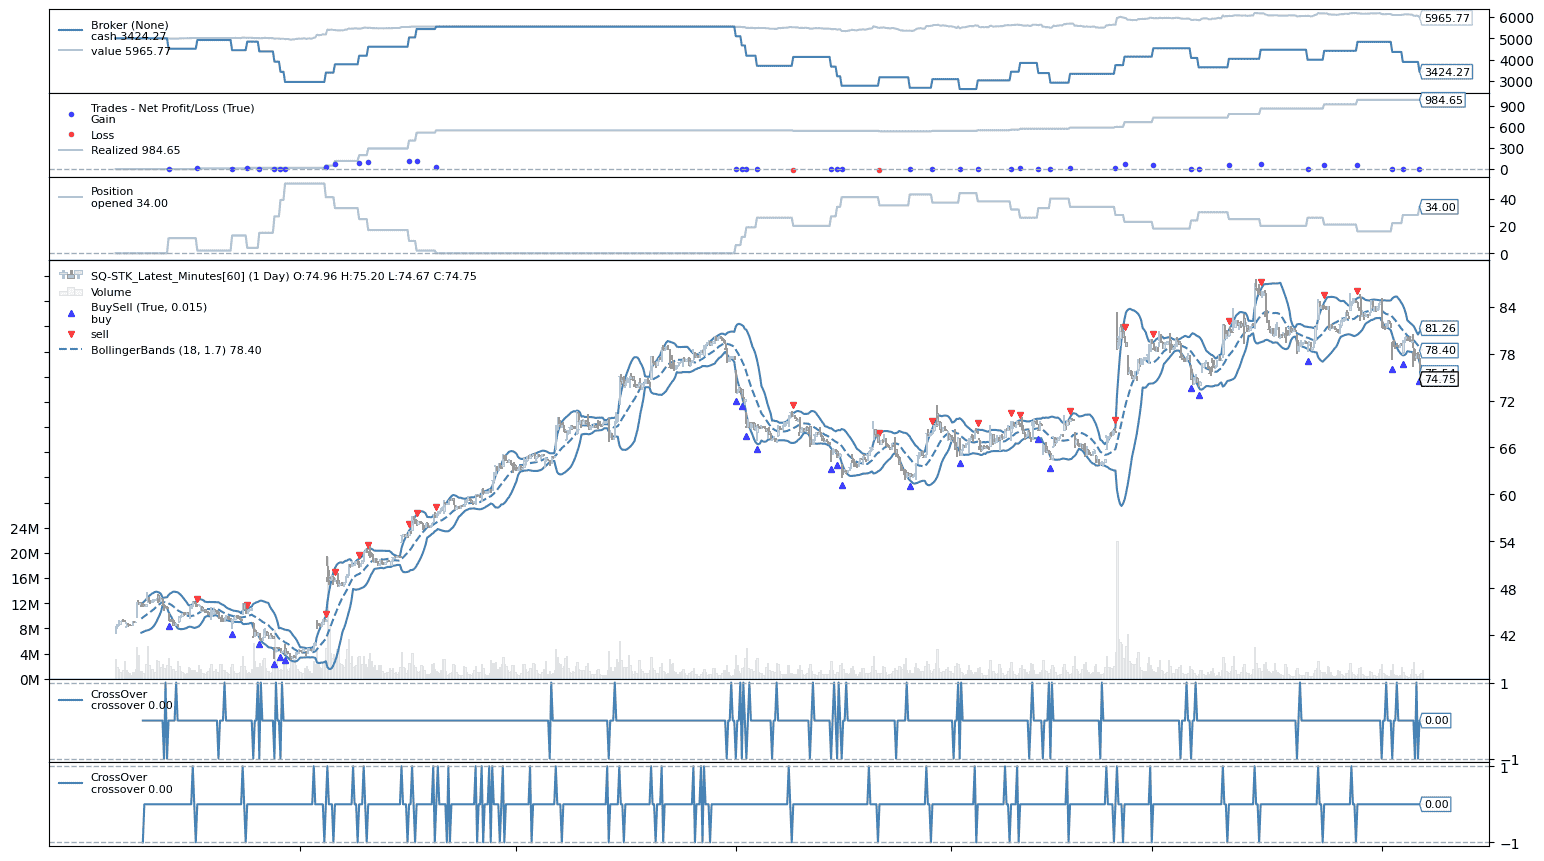 Broker (None)
cash 3424.27
value 5965.77
5965.77
3424.27
6000
5000
4000
3000
Trades - Net Profit/Loss (True)
Gain
Loss
Realized 984.65
984.65
900
600
300
0
Position
opened 34.00
34.00
40
20
0
SQ-STK_Latest_Minutes[60] (1 Day) O:74.96 H:75.20 L:74.67 C:74.75
Volume
BuySell (True, 0.015)
buy
sell
BollingerBands (18, 1.7) 78.40
81.26
78.40
74.75
84
78
72
66
60
54
48
42
24M
20M
16M
12M
8M
4M
0M
CrossOver
crossover 0.00
0.00
1
−1
CrossOver
crossover 0.00
0.00
1
−1